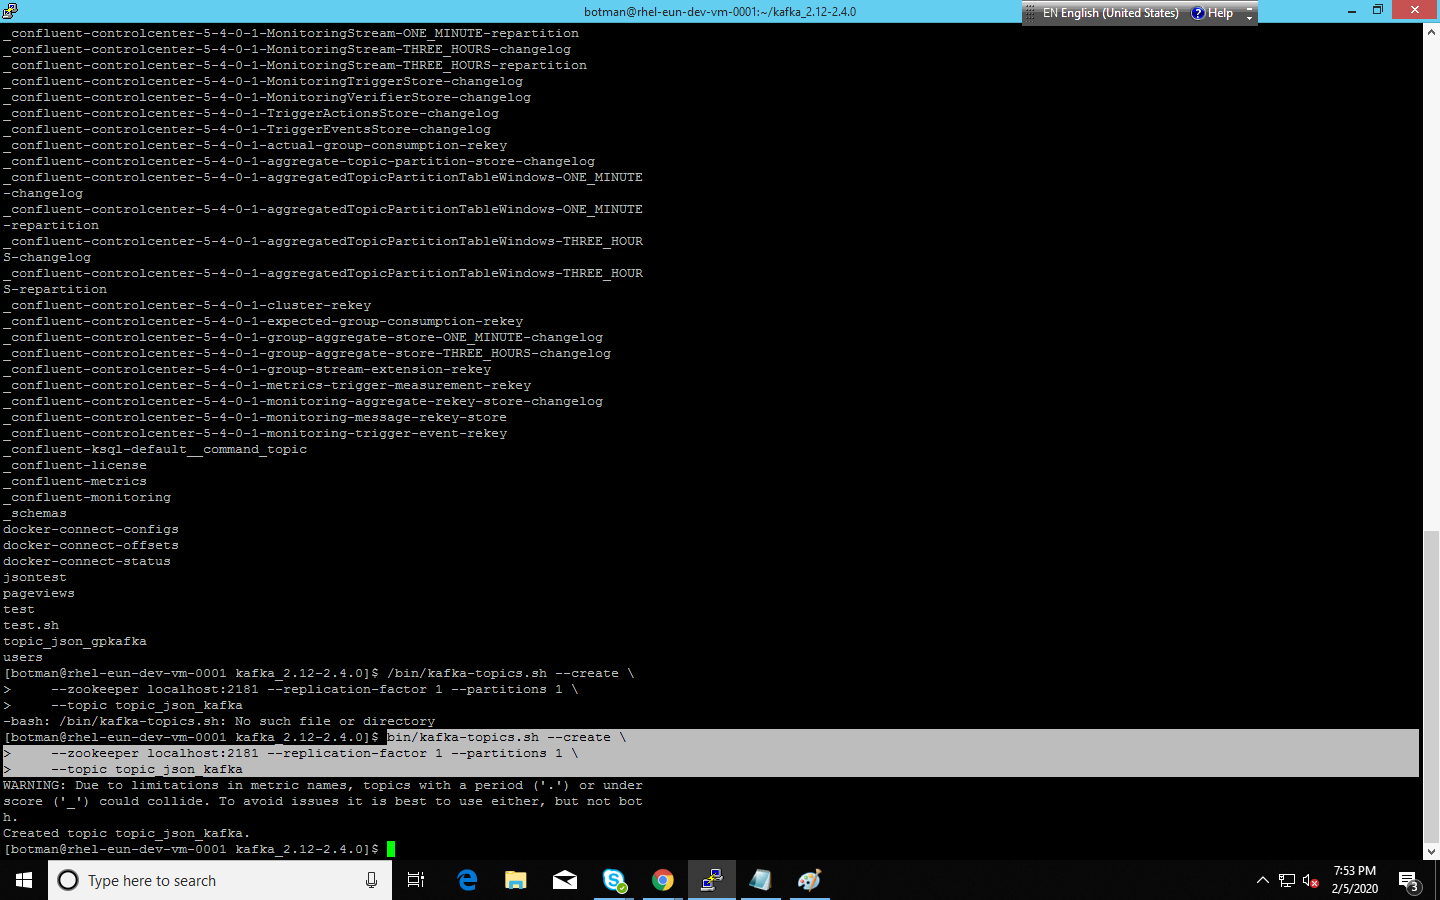 botman@rhel-eun-dev-vm-0001:~/kafka_2.12-2.4.0
EN English (United States) Help
_confluent-controlcenter-5-4-0-1-MonitoringStream-ONE_MINUTE-repartition
_confluent-controlcenter-5-4-0-1-MonitoringStream-THREE_HOURS-changelog
_confluent-controlcenter-5-4-0-1-MonitoringStream-THREE_HOURS-repartition
_confluent-controlcenter-5-4-0-1-MonitoringTriggerStore-changelog
_confluent-controlcenter-5-4-0-1-MonitoringVerifierStore-changelog
_confluent-controlcenter-5-4-0-1-TriggerActionsStore-changelog
_confluent-controlcenter-5-4-0-1-TriggerEventsStore-changelog
_confluent-controlcenter-5-4-0-1-actual-group-consumption-rekey
_confluent-controlcenter-5-4-0-1-aggregate-topic-partition-store-changelog
_confluent-controlcenter-5-4-0-1-aggregatedTopicPartitionTableWindows-ONE_MINUTE
-changelog
_confluent-controlcenter-5-4-0-1-aggregatedTopicPartitionTableWindows-ONE_MINUTE
-repartition
_confluent-controlcenter-5-4-0-1-aggregatedTopicPartitionTableWindows-THREE_HOUR
S-changelog
_confluent-controlcenter-5-4-0-1-aggregatedTopicPartitionTableWindows-THREE_HOUR
S-repartition
_confluent-controlcenter-5-4-0-1-cluster-rekey
_confluent-controlcenter-5-4-0-1-expected-group-consumption-rekey
_confluent-controlcenter-5-4-0-1-group-aggregate-store-ONE_MINUTE-changelog
_confluent-controlcenter-5-4-0-1-group-aggregate-store-THREE_HOURS-changelog
_confluent-controlcenter-5-4-0-1-group-stream-extension-rekey
_confluent-controlcenter-5-4-0-1-metrics-trigger-measurement-rekey
_confluent-controlcenter-5-4-0-1-monitoring-aggregate-rekey-store-changelog
_confluent-controlcenter-5-4-0-1-monitoring-message-rekey-store
_confluent-controlcenter-5-4-0-1-monitoring-trigger-event-rekey
_confluent-ksql-default__command_topic
_confluent-license
_confluent-metrics
_confluent-monitoring
_schemas
docker-connect-configs
docker-connect-offsets
docker-connect-status
jsontest
pageviews
test
test.sh
topic_json_gpkafka
users
[botman@rhel-eun-dev-vm-0001 kafka_2.12-2.4.0]$ /bin/kafka-topics.sh --create \
>     --zookeeper localhost:2181 --replication-factor 1 --partitions 1 \
>     --topic topic_json_kafka
-bash: /bin/kafka-topics.sh: No such file or directory
[botman@rhel-eun-dev-vm-0001 kafka_2.12-2.4.0]$ bin/kafka-topics.sh --create \
>     --zookeeper localhost:2181 --replication-factor 1 --partitions 1 \
>     --topic topic_json_kafka
WARNING: Due to limitations in metric names, topics with a period ('.') or under
score ('_') could collide. To avoid issues it is best to use either, but not bot
h.
Created topic topic_json_kafka.
[botman@rhel-eun-dev-vm-0001 kafka_2.12-2.4.0]$
Type here to search
7:53 PM
2/5/2020
3